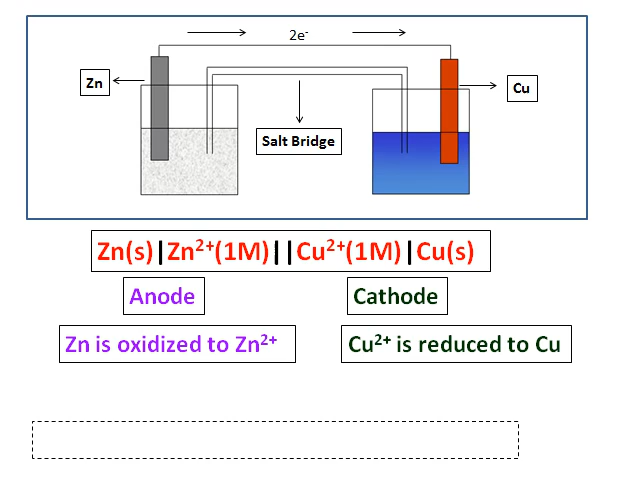 2e⁻
Zn
Cu
Salt Bridge
Zn(s)|Zn²⁺(1M)||Cu²⁺(1M)|Cu(s)
Anode
Cathode
Zn is oxidized to Zn²⁺
Cu²⁺ is reduced to Cu